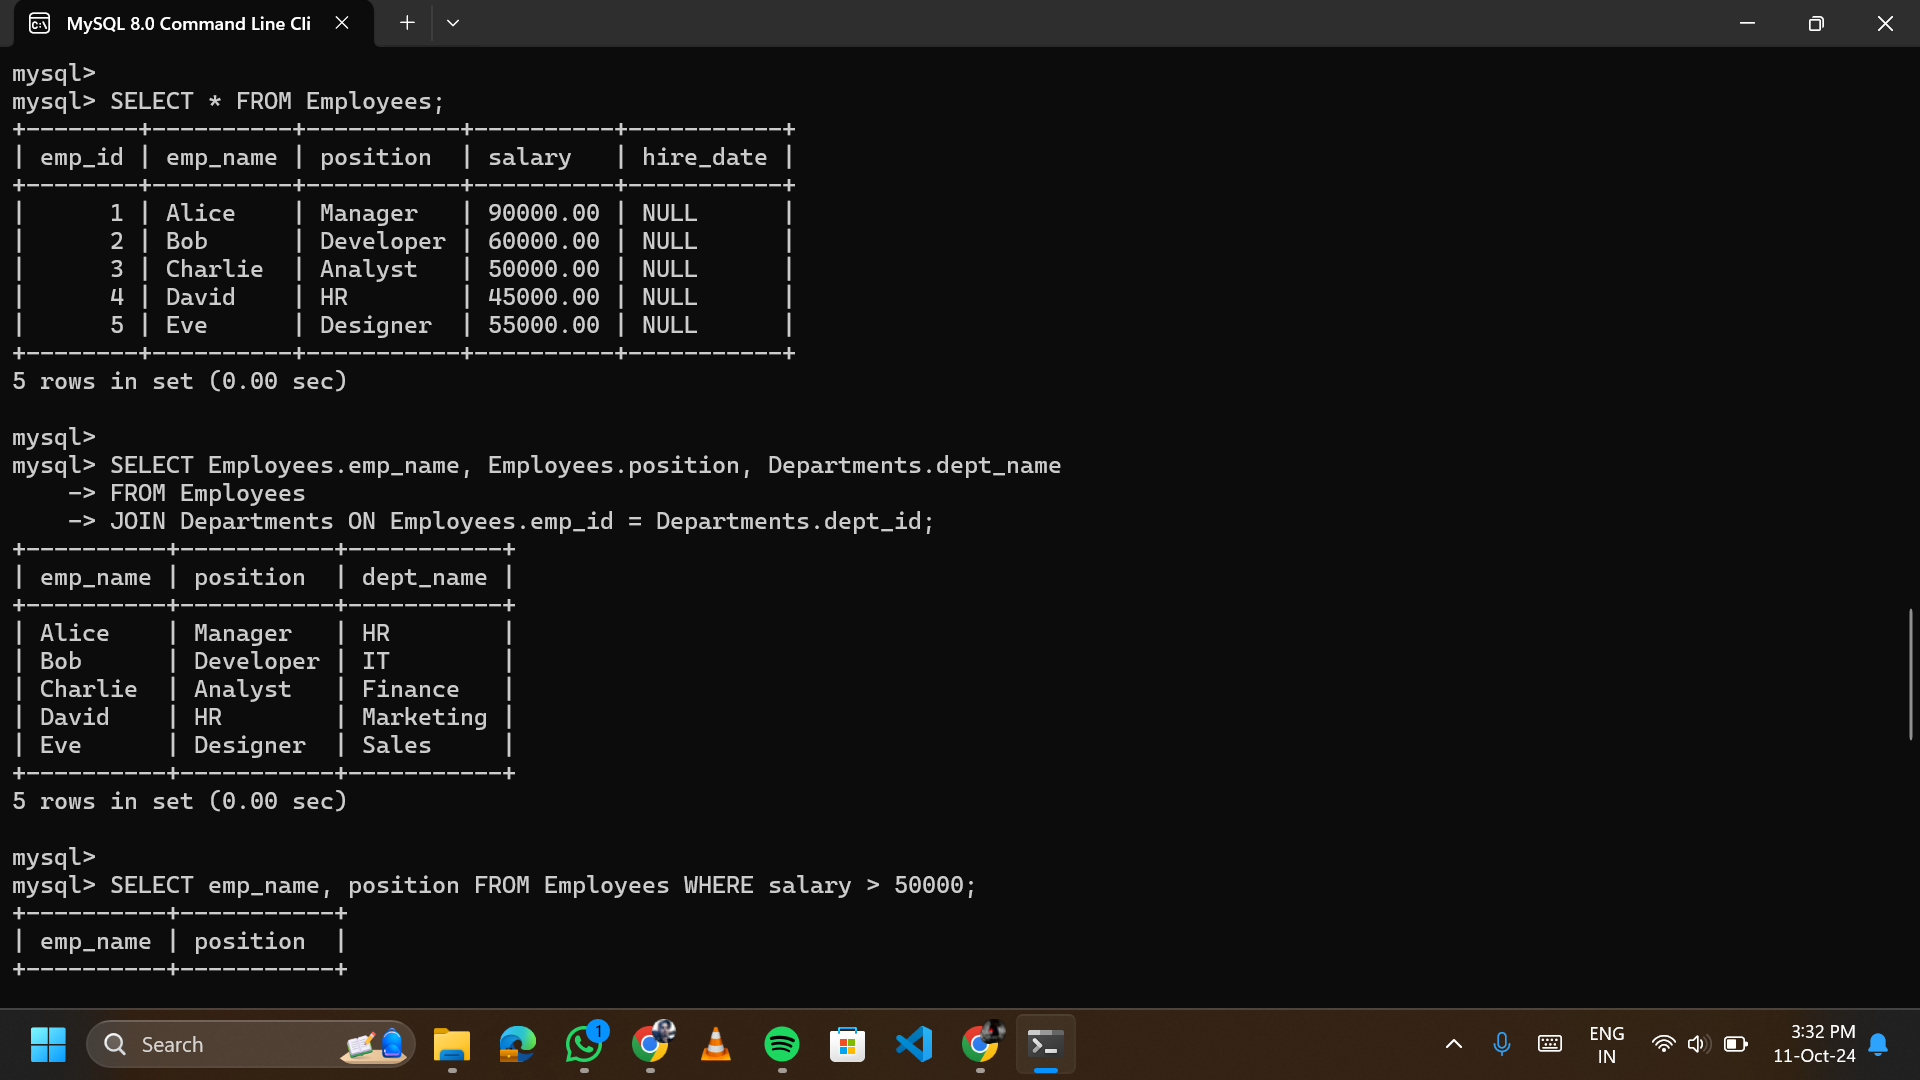 MySQL 8.0 Command Line Cli
mysql>
mysql> SELECT * FROM Employees;
+--------+----------+-----------+----------+-----------+
| emp_id | emp_name | position  | salary   | hire_date |
+--------+----------+-----------+----------+-----------+
|      1 | Alice    | Manager   | 90000.00 | NULL      |
|      2 | Bob      | Developer | 60000.00 | NULL      |
|      3 | Charlie  | Analyst   | 50000.00 | NULL      |
|      4 | David    | HR        | 45000.00 | NULL      |
|      5 | Eve      | Designer  | 55000.00 | NULL      |
+--------+----------+-----------+----------+-----------+
5 rows in set (0.00 sec)
mysql>
mysql> SELECT Employees.emp_name, Employees.position, Departments.dept_name
    -> FROM Employees
    -> JOIN Departments ON Employees.emp_id = Departments.dept_id;
+----------+-----------+-----------+
| emp_name | position  | dept_name |
+----------+-----------+-----------+
| Alice    | Manager   | HR        |
| Bob      | Developer | IT        |
| Charlie  | Analyst   | Finance   |
| David    | HR        | Marketing |
| Eve      | Designer  | Sales     |
+----------+-----------+-----------+
5 rows in set (0.00 sec)
mysql>
mysql> SELECT emp_name, position FROM Employees WHERE salary > 50000;
+----------+-----------+
| emp_name | position  |
+----------+-----------+
Search
1
ENG
IN
3:32 PM
11-Oct-24